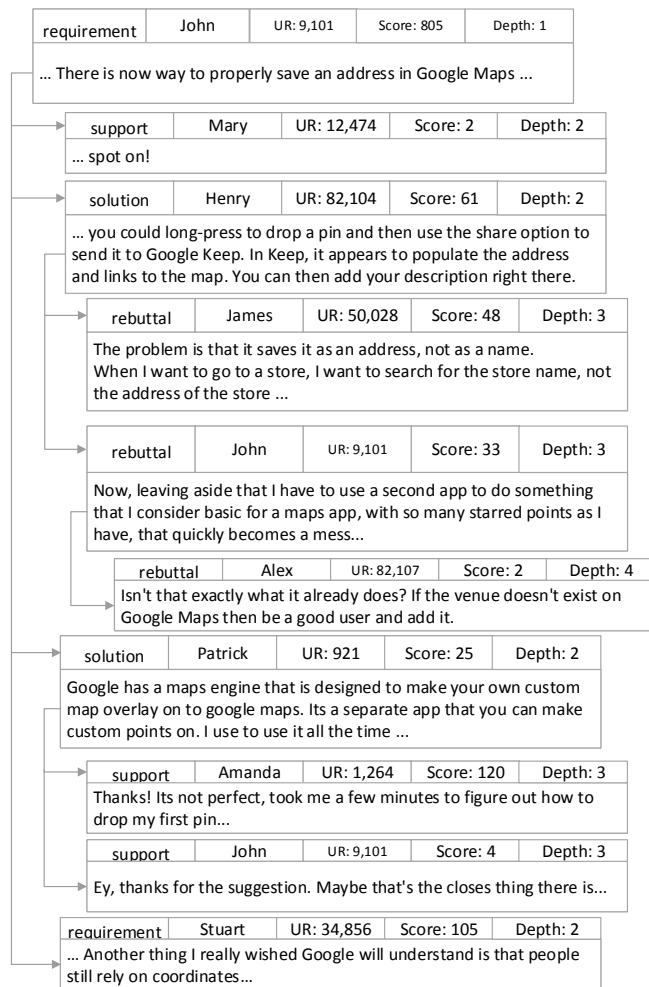 requirement John UR: 9,101 Score: 805 Depth: 1
... There is now way to properly save an address in Google Maps ...
support Mary UR: 12,474 Score: 2 Depth: 2
... spot on!
solution Henry UR: 82,104 Score: 61 Depth: 2
... you could long-press to drop a pin and then use the share option to
send it to Google Keep. In Keep, it appears to populate the address
and links to the map. You can then add your description right there.
rebuttal James UR: 50,028 Score: 48 Depth: 3
The problem is that it saves it as an address, not as a name.
When I want to go to a store, I want to search for the store name, not
the address of the store ...
rebuttal John UR: 9,101 Score: 33 Depth: 3
Now, leaving aside that I have to use a second app to do something
that I consider basic for a maps app, with so many starred points as I
have, that quickly becomes a mess...
rebuttal Alex UR: 82,107 Score: 2 Depth: 4
Isn't that exactly what it already does? If the venue doesn't exist on
Google Maps then be a good user and add it.
solution Patrick UR: 921 Score: 25 Depth: 2
Google has a maps engine that is designed to make your own custom
map overlay on to google maps. Its a separate app that you can make
custom points on. I use to use it all the time ...
support Amanda UR: 1,264 Score: 120 Depth: 3
Thanks! Its not perfect, took me a few minutes to figure out how to
drop my first pin...
support John UR: 9,101 Score: 4 Depth: 3
Ey, thanks for the suggestion. Maybe that's the closes thing there is...
requirement Stuart UR: 34,856 Score: 105 Depth: 2
... Another thing I really wished Google will understand is that people
still rely on coordinates...